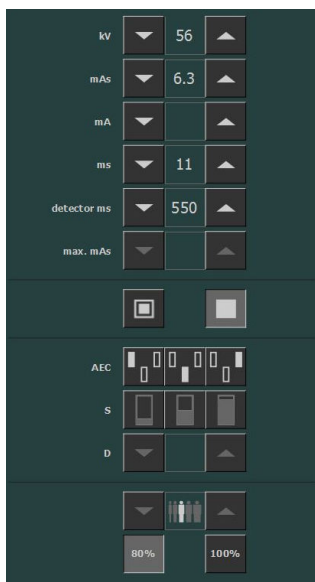 kV 56
mAs 6.3
mA
ms 11
detector ms 550
max. mAs
AEC
S
D
80% 100%